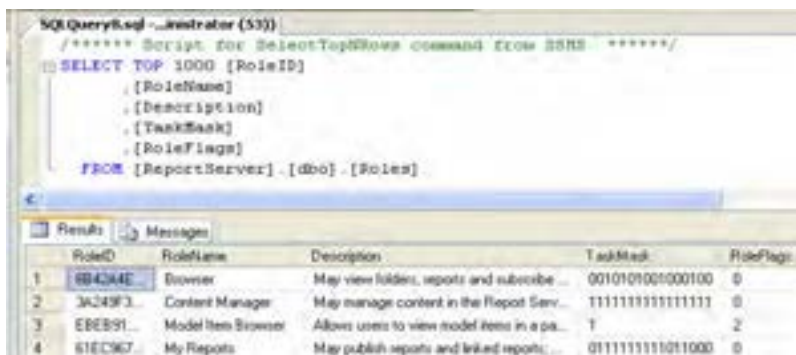 SQLQuery8.sql -...inistrator (53))
/****** Script for SelectTopNRows command from SSMS ******/
SELECT TOP 1000 [RoleID]
,[RoleName]
,[Description]
,[TaskMask]
,[RoleFlags]
FROM [ReportServer].[dbo].[Roles]
Results Messages
RoleID RoleName Description TaskMask RoleFlags
1 6B42A4E... Browser May view folders, reports and subscribe ... 0010101001000100 0
2 3A249F3... Content Manager May manage content in the Report Serv... 1111111111111111 0
3 EBEB91... Model Item Browser Allows users to view model items in a pa... 1 2
4 61EC967... My Reports May publish reports and linked reports; ... 0111111111011000 0